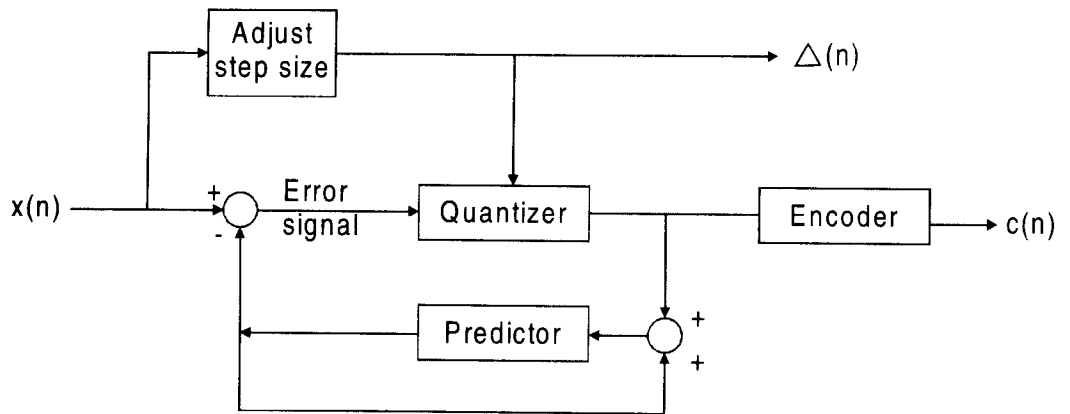 Adjust
step size
△(n)
x(n)
+
-
Error
signal
Quantizer
Encoder
c(n)
Predictor
+
+